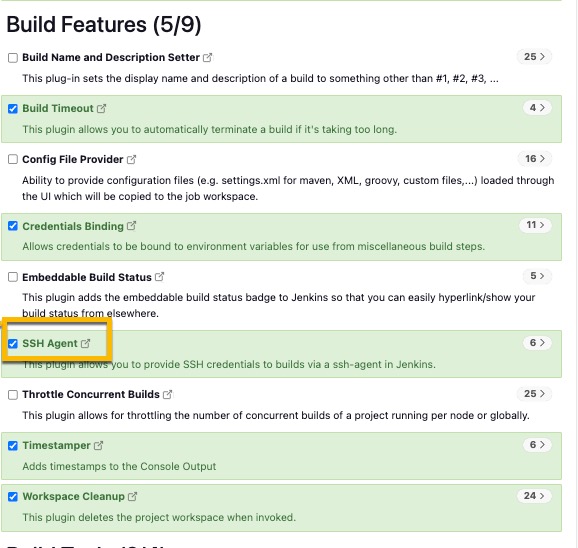 Build Features (5/9)
Build Name and Description Setter 25 >
This plug-in sets the display name and description of a build to something other than #1, #2, #3, ...
Build Timeout 4 >
This plugin allows you to automatically terminate a build if it's taking too long.
Config File Provider 16 >
Ability to provide configuration files (e.g. settings.xml for maven, XML, groovy, custom files,...) loaded through
the UI which will be copied to the job workspace.
Credentials Binding 11 >
Allows credentials to be bound to environment variables for use from miscellaneous build steps.
Embeddable Build Status 5 >
This plugin adds the embeddable build status badge to Jenkins so that you can easily hyperlink/show your
build status from elsewhere.
SSH Agent 6 >
This plugin allows you to provide SSH credentials to builds via a ssh-agent in Jenkins.
Throttle Concurrent Builds 25 >
This plugin allows for throttling the number of concurrent builds of a project running per node or globally.
Timestamper 6 >
Adds timestamps to the Console Output
Workspace Cleanup 24 >
This plugin deletes the project workspace when invoked.